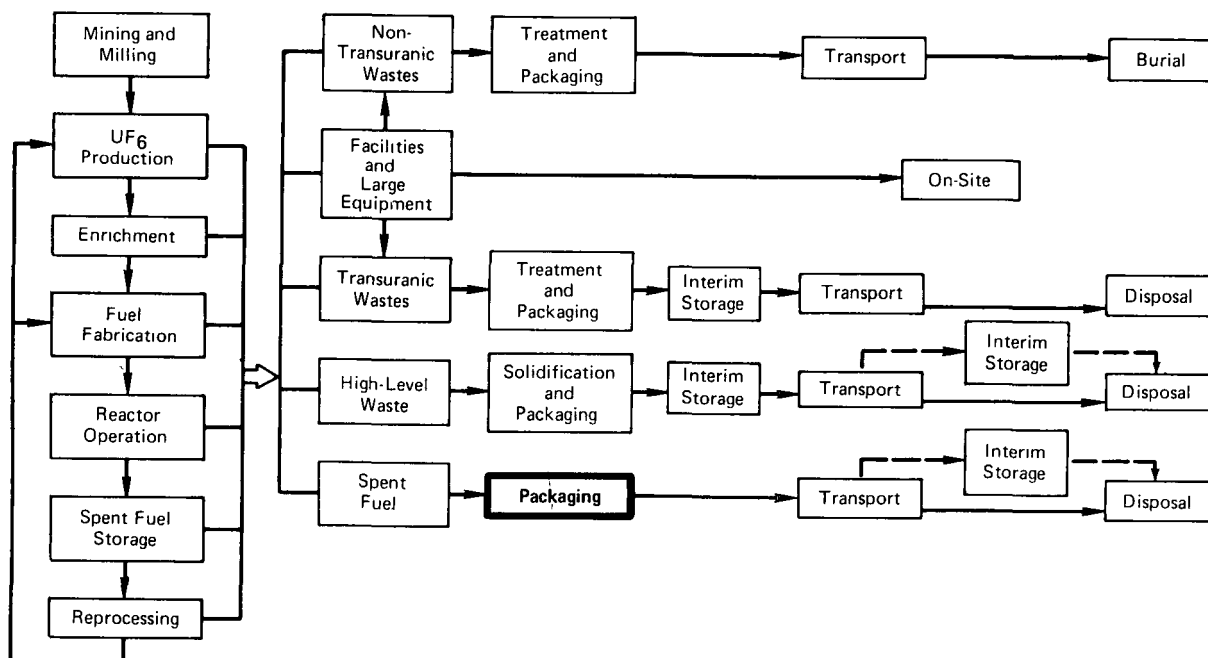 Mining and
Milling
UF6
Production
Enrichment
Fuel
Fabrication
Reactor
Operation
Spent Fuel
Storage
Reprocessing
Non-
Transuranic
Wastes
Treatment
and
Packaging
Transport
Burial
Facilities
and
Large
Equipment
On-Site
Transuranic
Wastes
Treatment
and
Packaging
Interim
Storage
Transport
Disposal
High-Level
Waste
Solidification
and
Packaging
Interim
Storage
Transport
Interim
Storage
Disposal
Spent
Fuel
Packaging
Transport
Interim
Storage
Disposal